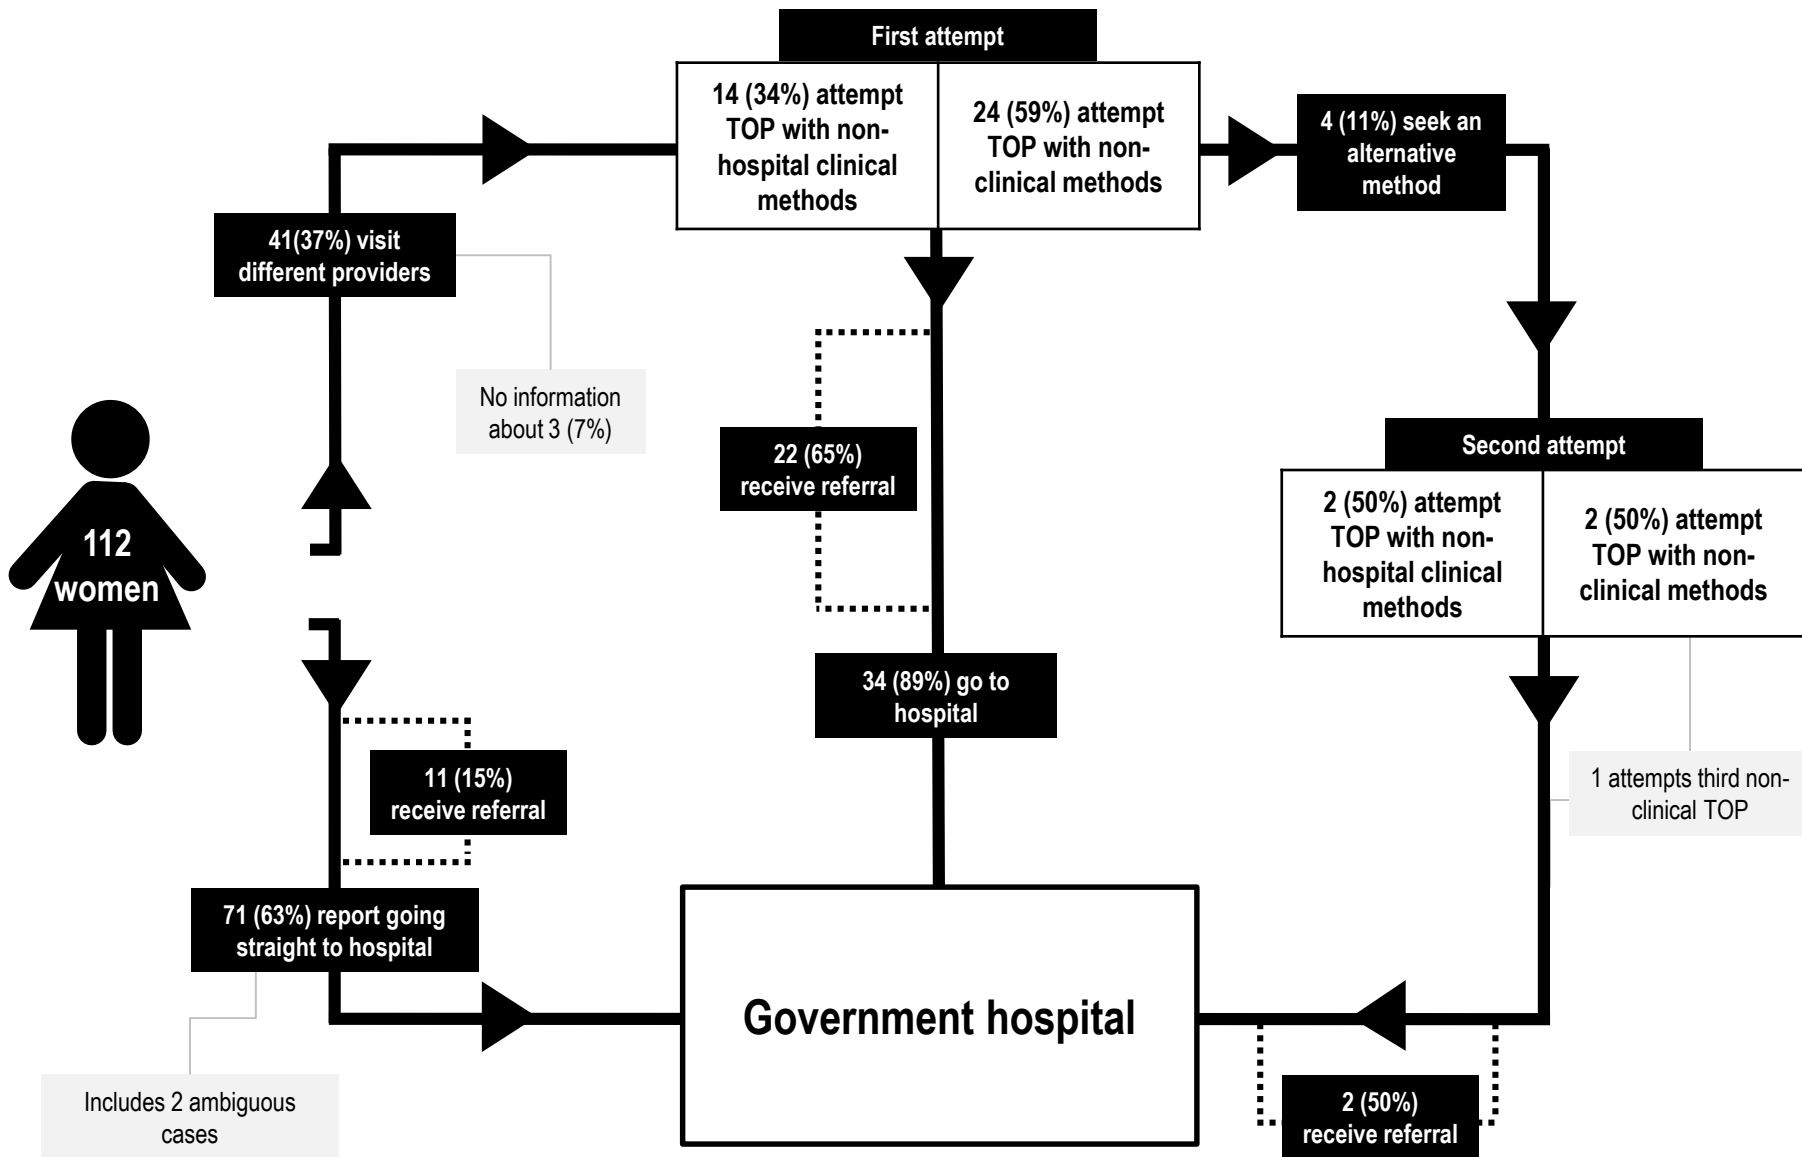 First attempt
14 (34%) attempt
TOP with non-
hospital clinical
methods
24 (59%) attempt
TOP with non-
clinical methods
4 (11%) seek an
alternative
method
41(37%) visit
different providers
No information
about 3 (7%)
112
women
22 (65%)
receive referral
Second attempt
2 (50%) attempt
TOP with non-
hospital clinical
methods
2 (50%) attempt
TOP with non-
clinical methods
34 (89%) go to
hospital
11 (15%)
receive referral
1 attempts third non-
clinical TOP
71 (63%) report going
straight to hospital
Government hospital
Includes 2 ambiguous
cases
2 (50%)
receive referral